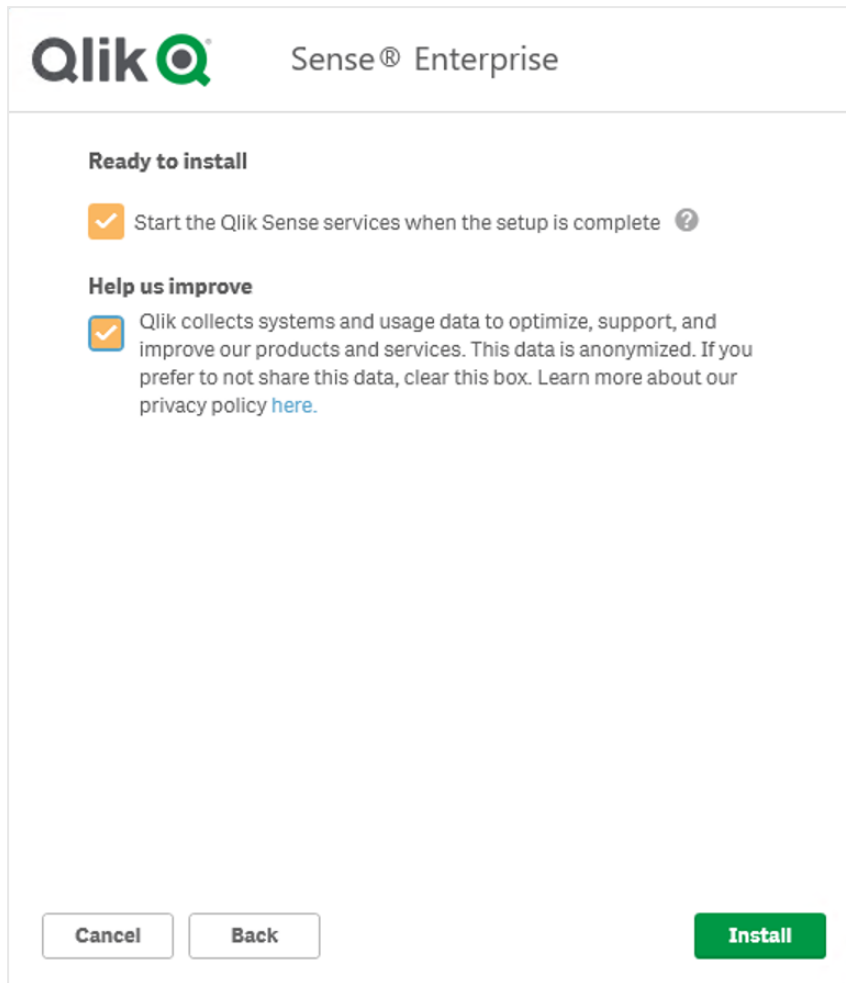 Qlik Sense® Enterprise
Ready to install
Start the Qlik Sense services when the setup is complete ?
Help us improve
Qlik collects systems and usage data to optimize, support, and
improve our products and services. This data is anonymized. If you
prefer to not share this data, clear this box. Learn more about our
privacy policy here.
Cancel Back Install